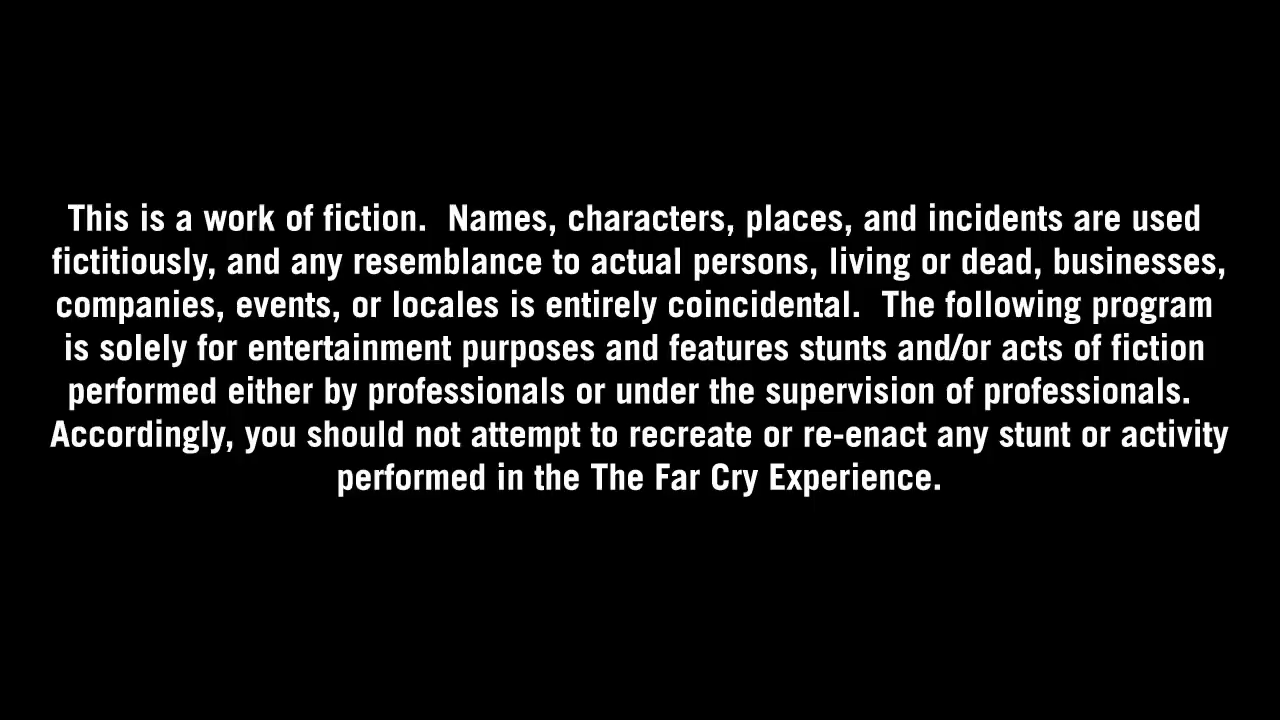 This is a work of fiction.  Names, characters, places, and incidents are used
fictitiously, and any resemblance to actual persons, living or dead, businesses,
companies, events, or locales is entirely coincidental.  The following program
is solely for entertainment purposes and features stunts and/or acts of fiction
performed either by professionals or under the supervision of professionals.
Accordingly, you should not attempt to recreate or re-enact any stunt or activity
performed in the The Far Cry Experience.